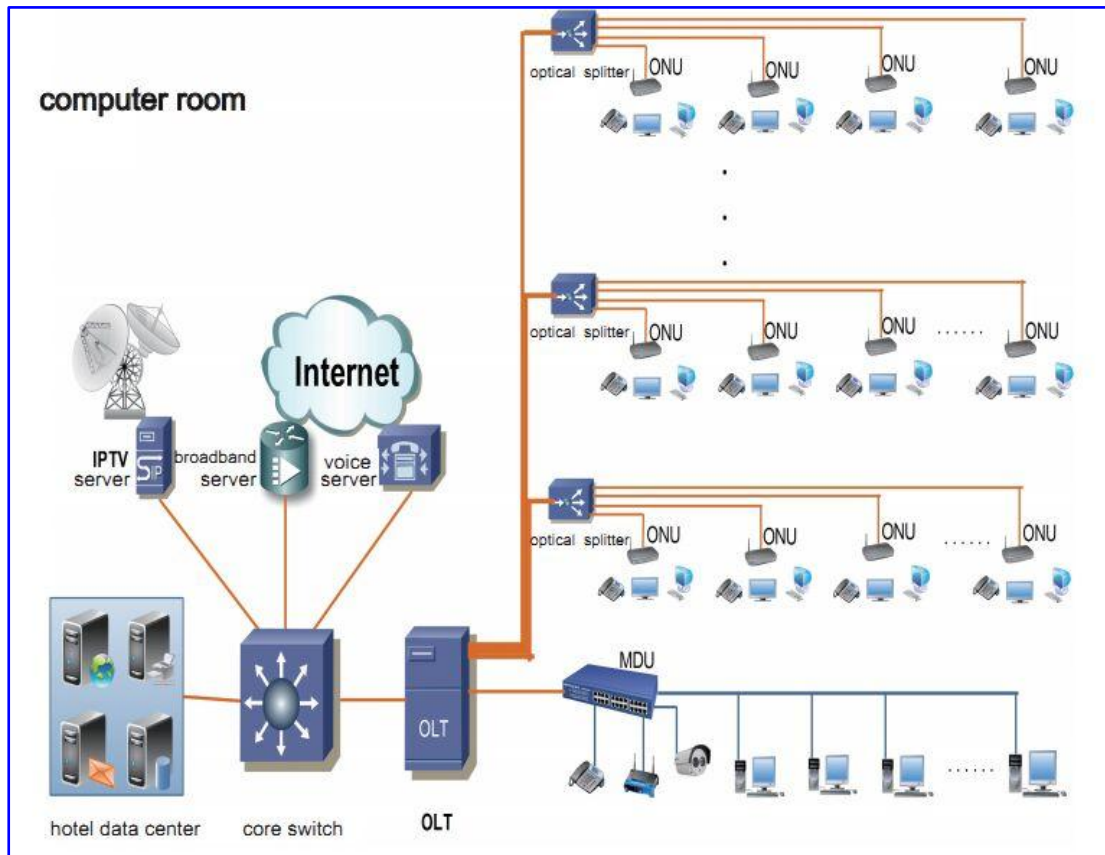 computer room
optical splitter
ONU
ONU
ONU
ONU
optical splitter
ONU
ONU
ONU
ONU
Internet
IPTV
server
SIP
broadband
server
voice
server
optical splitter
ONU
ONU
ONU
ONU
MDU
OLT
hotel data center
core switch
OLT